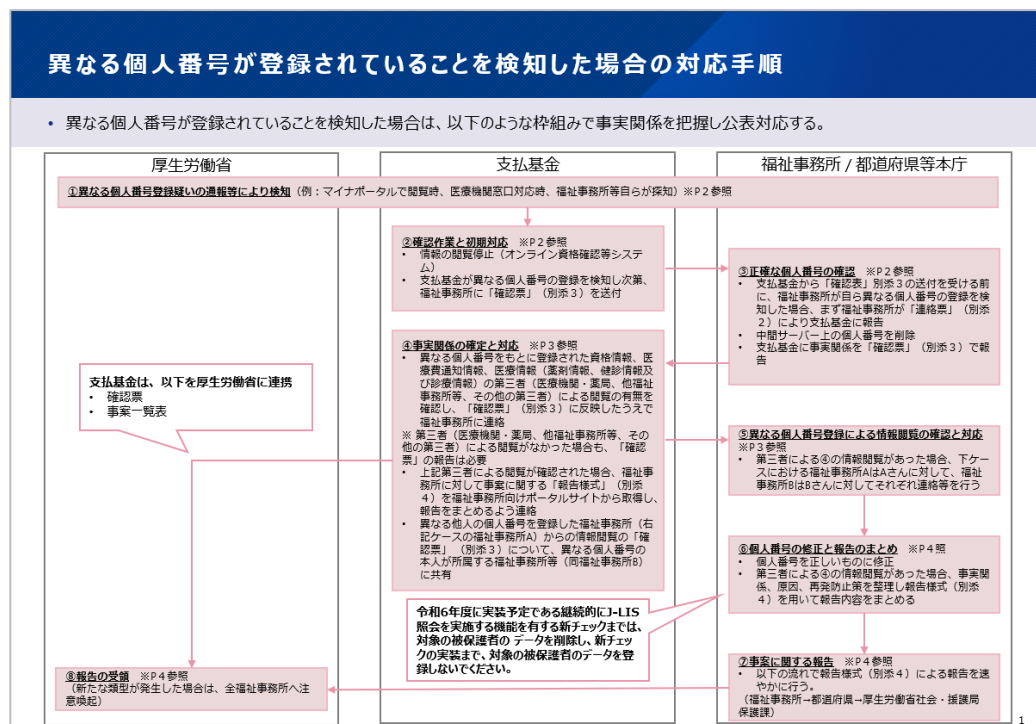 異なる個人番号が登録されていることを検知した場合の対応手順
• 異なる個人番号が登録されていることを検知した場合は、以下のような枠組みで事実関係を把握し公表対応する。
厚生労働省
支払基金
福祉事務所 / 都道府県等本庁
①異なる個人番号登録疑いの通報等により検知（例：マイナポータルで閲覧時、医療機関窓口対応時、福祉事務所等自らが探知）※P２参照
②確認作業と初期対応　※P２参照
• 情報の閲覧停止（オンライン資格確認等システ
ム）
• 支払基金が異なる個人番号の登録を検知し次第、
福祉事務所に「確認票」（別添３）を送付
③正確な個人番号の確認　※P２参照
• 支払基金から「確認表」別添３の送付を受ける前
に、福祉事務所が自ら異なる個人番号の登録を検
知した場合、まず福祉事務所が「連絡票」（別添
２）により支払基金に報告
• 中間サーバー上の個人番号を削除
• 支払基金に事実関係を「確認票」（別添３）で報
告
④事実関係の確定と対応　※P３参照
• 異なる個人番号をもとに登録された資格情報、医
療費通知情報、医療情報（薬剤情報、健診情報及
び診療情報）の第三者（医療機関・薬局、他福祉
事務所等、その他の第三者）による閲覧の有無を
確認し、「確認票」（別添３）に反映したうえで
福祉事務所に連絡
※ 第三者（医療機関・薬局、他福祉事務所等、その
他の第三者）による閲覧がなかった場合も、「確認
票」の報告は必要
• 上記第三者による閲覧が確認された場合、福祉事
務所に対して事案に関する「報告様式」（別添
４）を福祉事務所向けポータルサイトから取得し、
報告をまとめるよう連絡
• 異なる他人の個人番号を登録した福祉事務所（右
記ケースの福祉事務所A）からの情報閲覧の「確
認票」（別添３）について、異なる個人番号の
本人が所属する福祉事務所等（同福祉事務所B）
に共有
支払基金は、以下を厚生労働省に連携
• 確認票
• 事案一覧表
⑤異なる個人番号登録による情報閲覧の確認と対応
※P３参照
• 第三者による④の情報閲覧があった場合、下ケー
スにおける福祉事務所AはAさんに対して、福祉
事務所BはBさんに対してそれぞれ連絡等を行う
⑥個人番号の修正と報告のまとめ　※P４照
• 個人番号を正しいものに修正
• 第三者による④の情報閲覧があった場合、事実関
係、原因、再発防止策を整理し報告様式（別添
４）を用いて報告内容をまとめる
令和6年度に実装予定である継続的にJ-LIS
照会を実施する機能を有する新チェックまでは、
対象の被保護者の データを削除し、新チェッ
クの実装まで、対象の被保護者のデータを登
録しないでください。
⑦事案に関する報告　※P４参照
• 以下の流れで報告様式（別添４）による報告を速
やかに行う。
（福祉事務所→都道府県→厚生労働省社会・援護局
保護課）
⑧報告の受領　※P４参照
（新たな類型が発生した場合は、全福祉事務所へ注
意喚起）
1